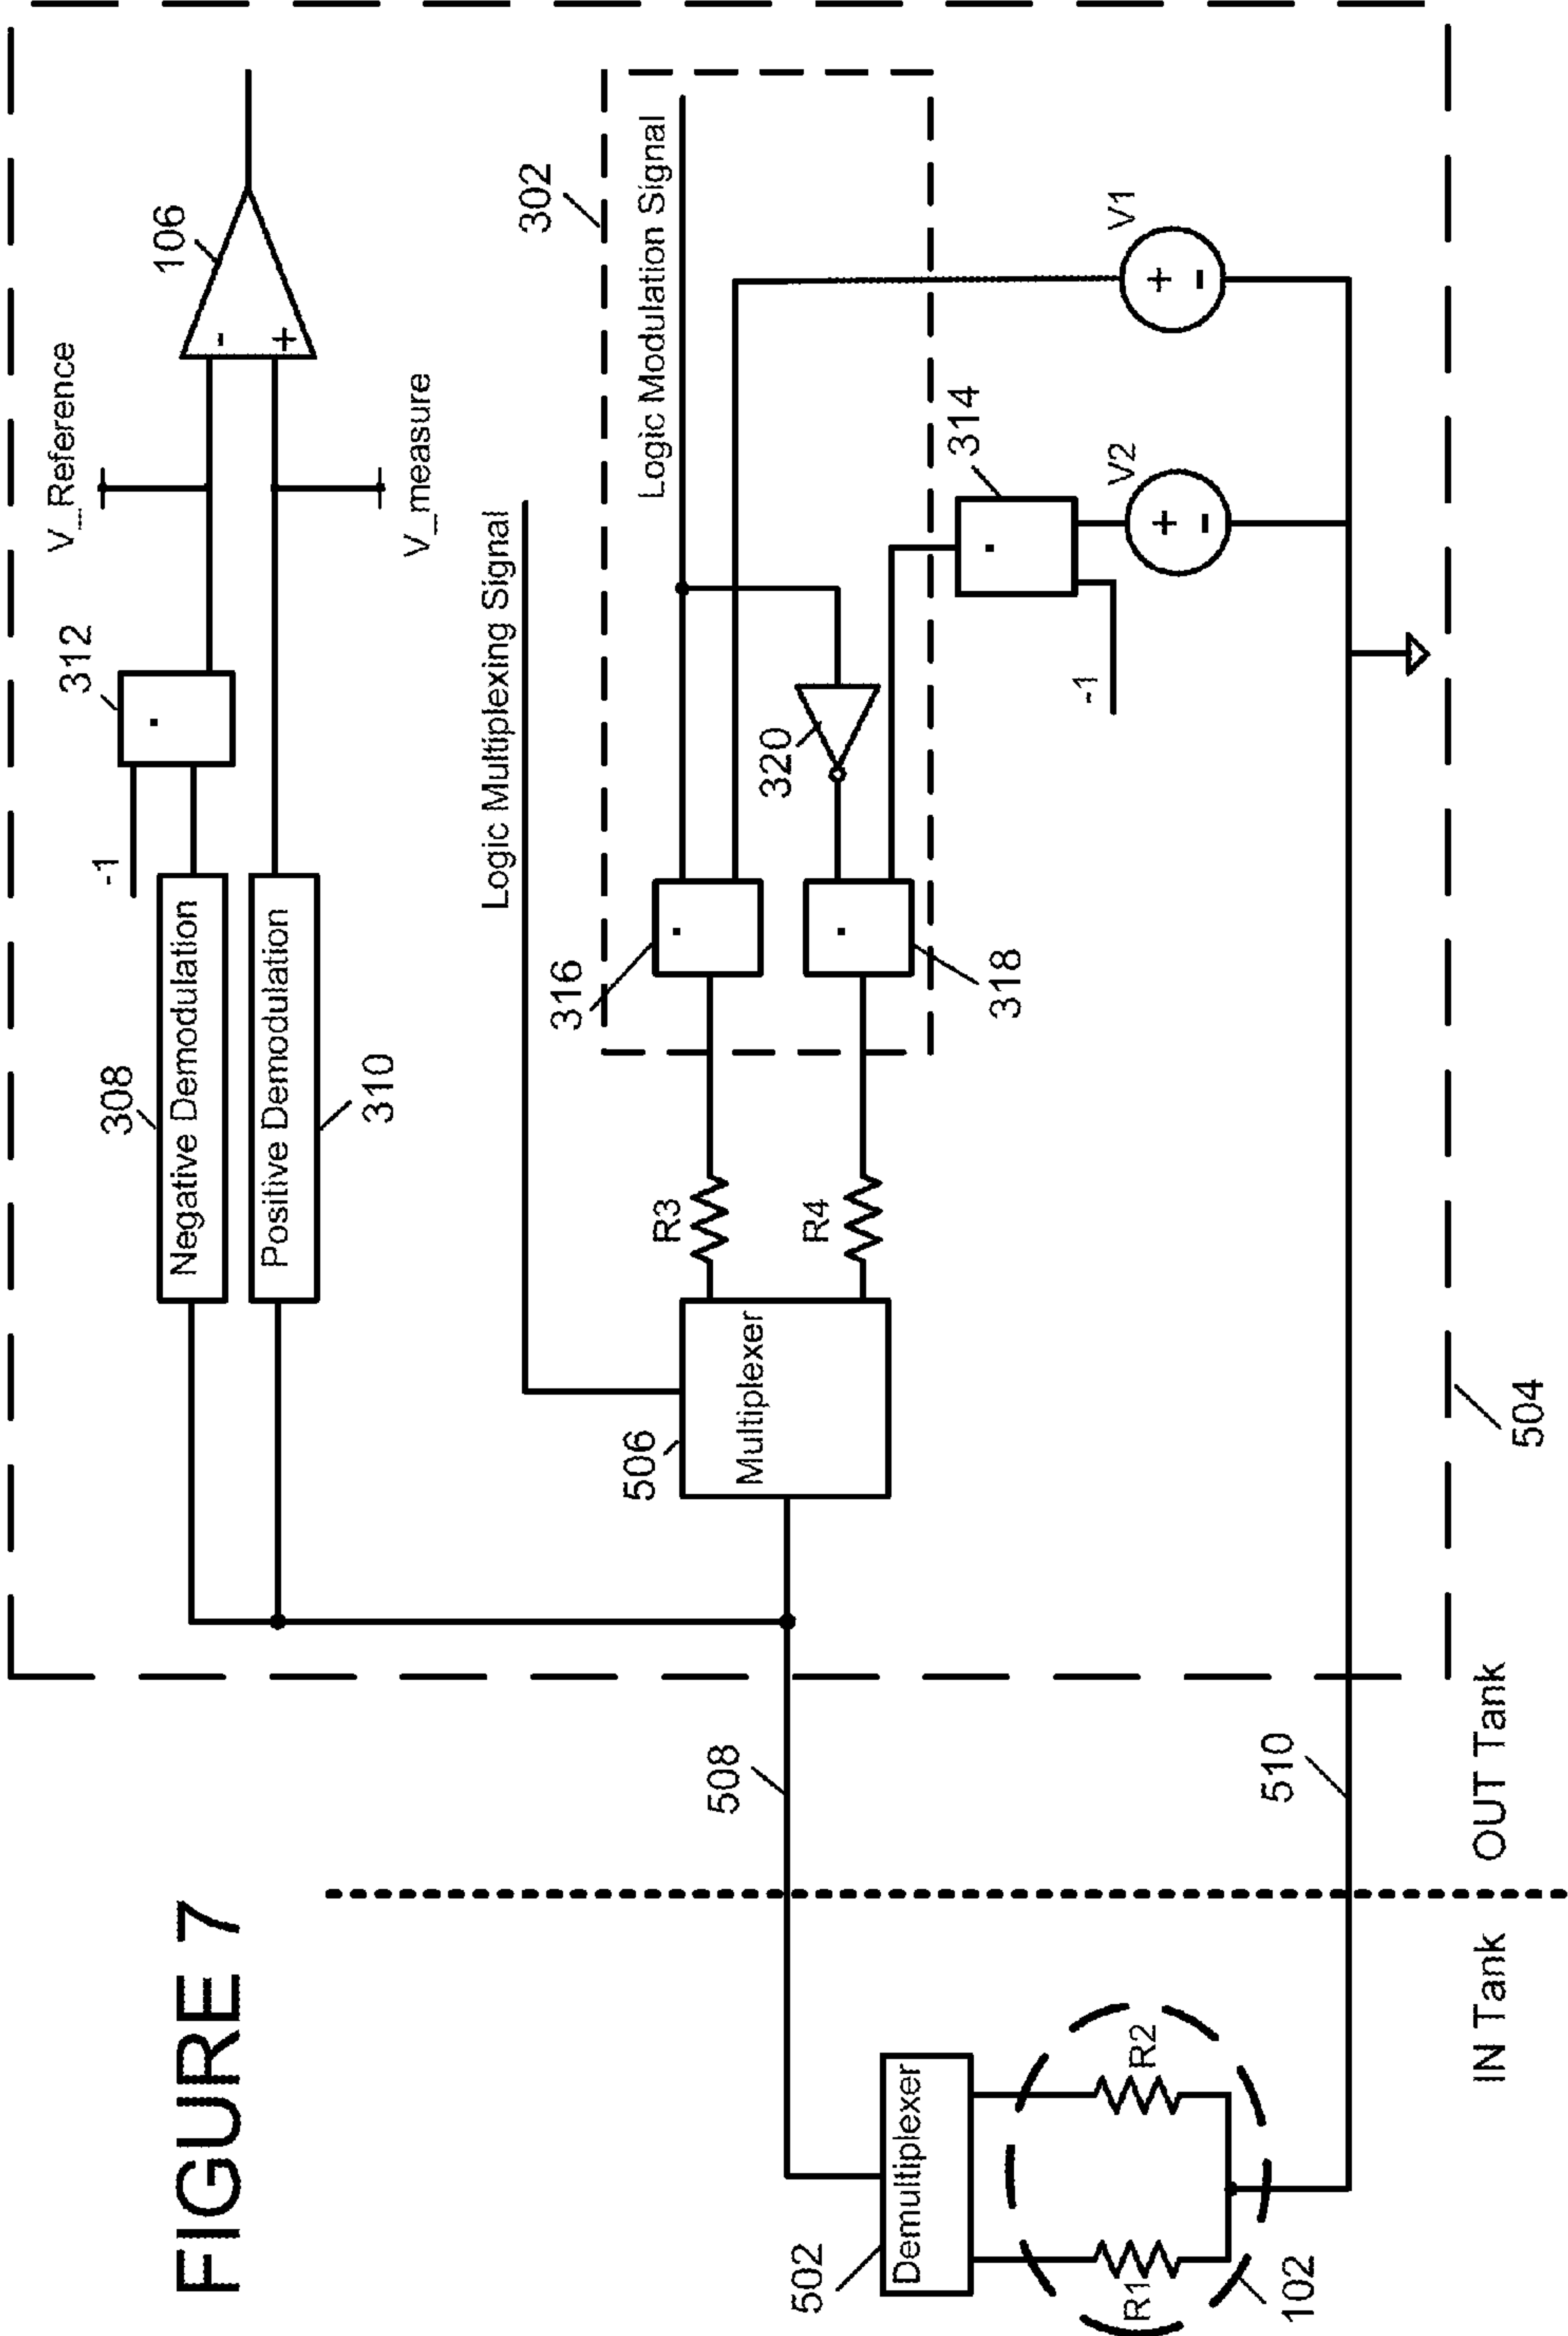 FIGURE 7
V_Reference
106
-
+
V_measure
312
-1
308
Negative Demodulation
Positive Demodulation
310
Logic Multiplexing Signal
302
Logic Modulation Signal
316
318
320
314
-1
V1
+
-
V2
+
-
R3
R4
506
Multiplexer
504
508
510
IN Tank
OUT Tank
502
Demultiplexer
R1
R2
102